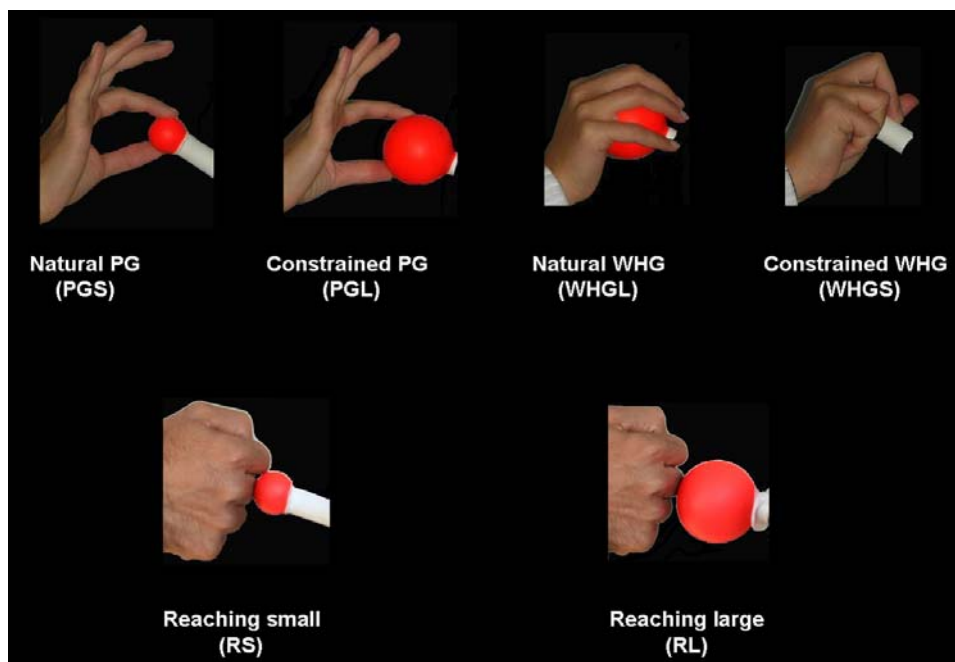 Natural PG
(PGS)
Constrained PG
(PGL)
Natural WHG
(WHGL)
Constrained WHG
(WHGS)
Reaching small
(RS)
Reaching large
(RL)